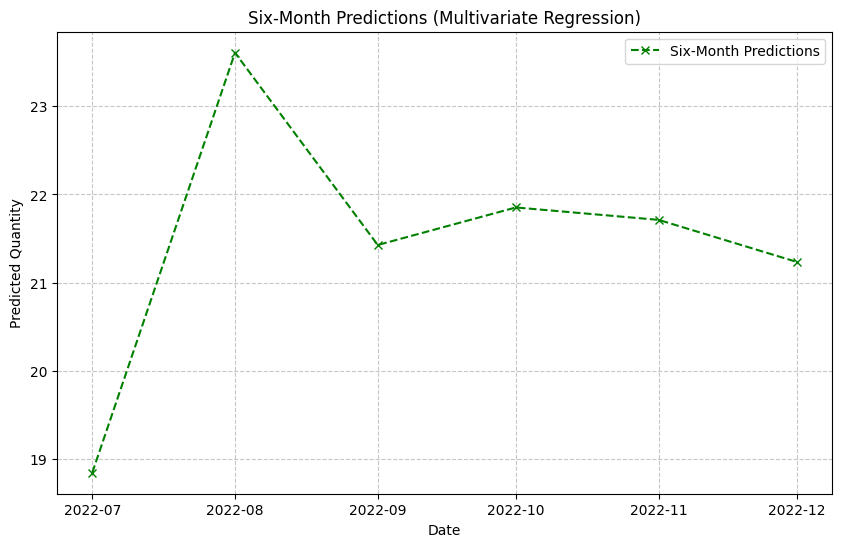 Six-Month Predictions (Multivariate Regression)
Six-Month Predictions
Predicted Quantity
23
22
21
20
19
2022-07 2022-08 2022-09 2022-10 2022-11 2022-12
Date